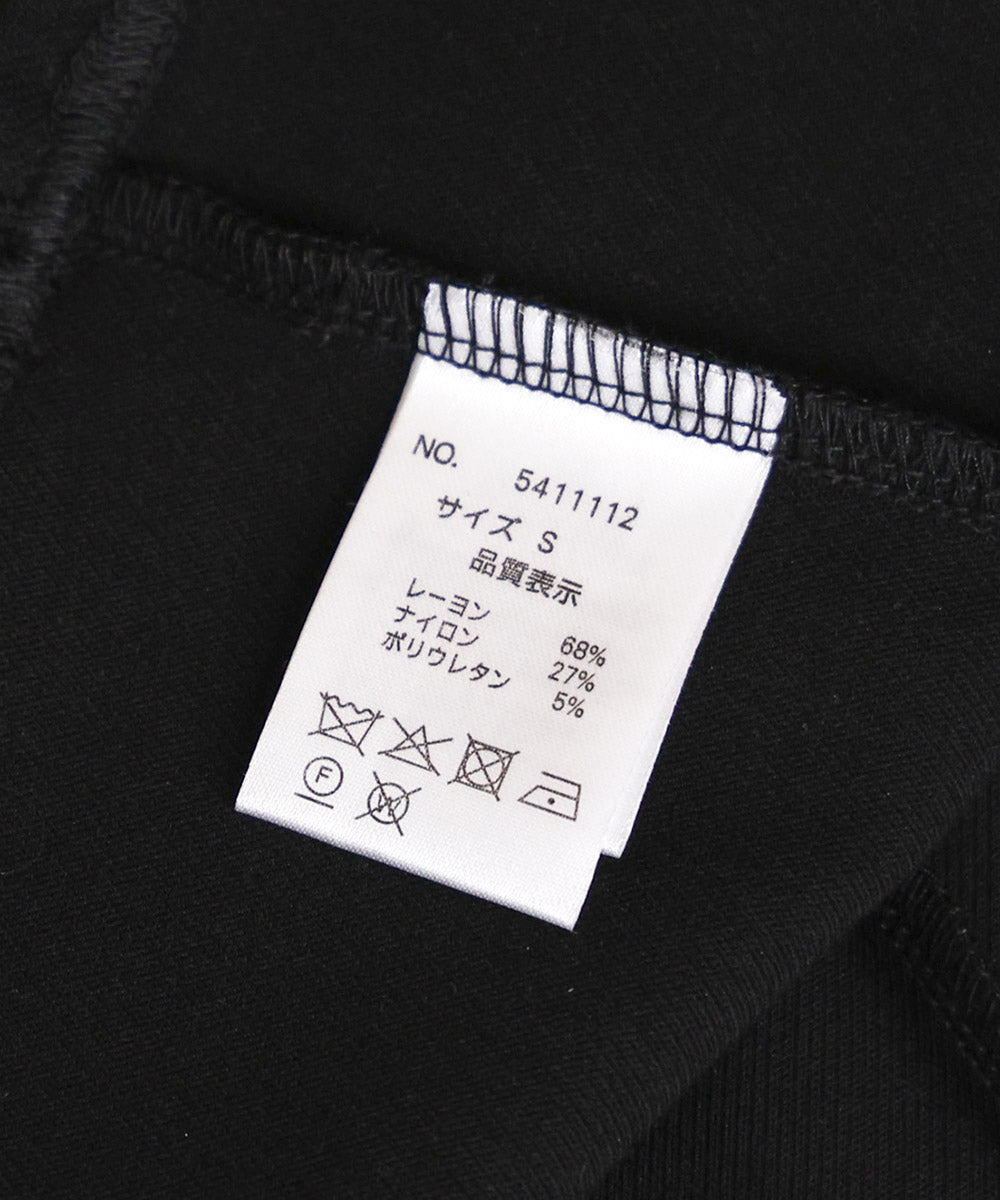 NO. 5411112
サイズ S
品質表示
レーヨン 68%
ナイロン 27%
ポリウレタン 5%
F
W